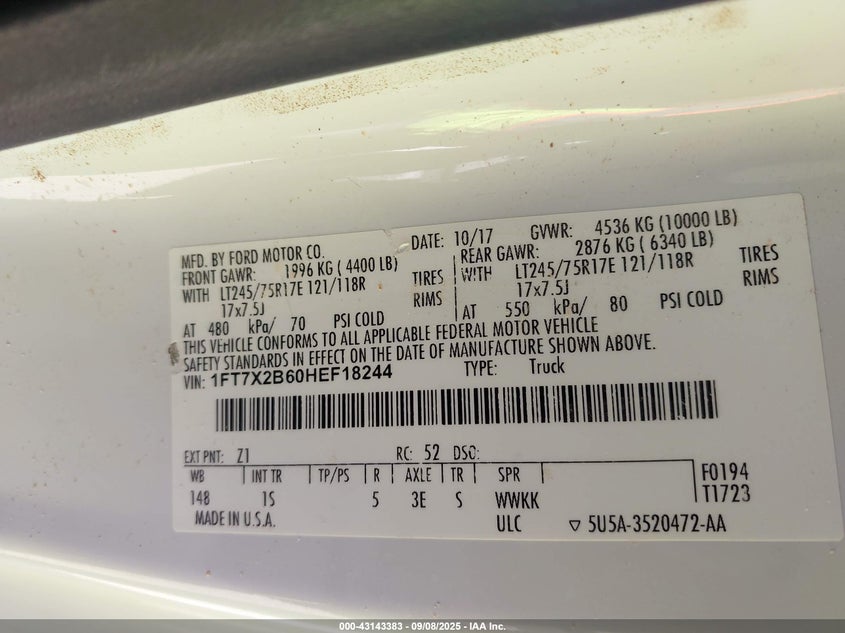 MFD. BY FORD MOTOR CO.
DATE: 10/17
GVWR: 4536 KG (10000 LB)
FRONT GAWR: 1996 KG ( 4400 LB)
REAR GAWR: 2876 KG ( 6340 LB)
WITH LT245/75R17E 121/118R TIRES
WITH LT245/75R17E 121/118R TIRES
17x7.5J RIMS
17x7.5J RIMS
AT 480 kPa/ 70 PSI COLD
AT 550 kPa/ 80 PSI COLD
THIS VEHICLE CONFORMS TO ALL APPLICABLE FEDERAL MOTOR VEHICLE
SAFETY STANDARDS IN EFFECT ON THE DATE OF MANUFACTURE SHOWN ABOVE.
VIN: 1FT7X2B60HEF18244 TYPE: Truck
EXT PNT: Z1 RC: 52 DSO:
WB INT TR TP/PS R AXLE TR SPR F0194
148 1S 5 3E S WWKK T1723
MADE IN U.S.A. ULC ▽ 5U5A-3520472-AA
000-43143383 - 09/08/2025 - IAA Inc.